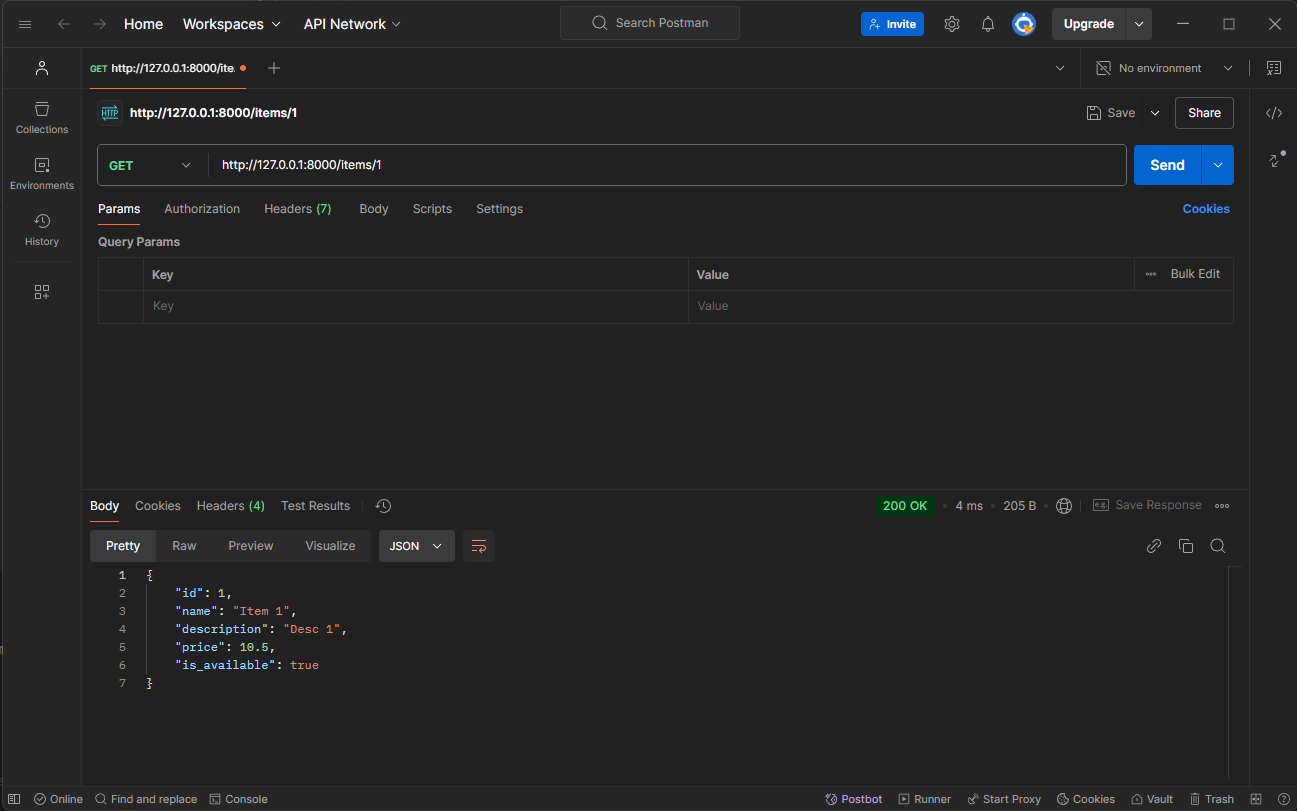 Home Workspaces API Network Search Postman Invite Upgrade
GET http://127.0.0.1:8000/ite No environment
HTTP http://127.0.0.1:8000/items/1 Save Share
Collections
Environments
History
GET http://127.0.0.1:8000/items/1 Send
Params Authorization Headers (7) Body Scripts Settings Cookies
Query Params
Key Value Bulk Edit
Key Value
Body Cookies Headers (4) Test Results 200 OK 4 ms 205 B e.g. Save Response
Pretty Raw Preview Visualize JSON
1 {
2 "id": 1,
3 "name": "Item 1",
4 "description": "Desc 1",
5 "price": 10.5,
6 "is_available": true
7 }
Online Find and replace Console Postbot Runner Start Proxy Cookies Vault Trash